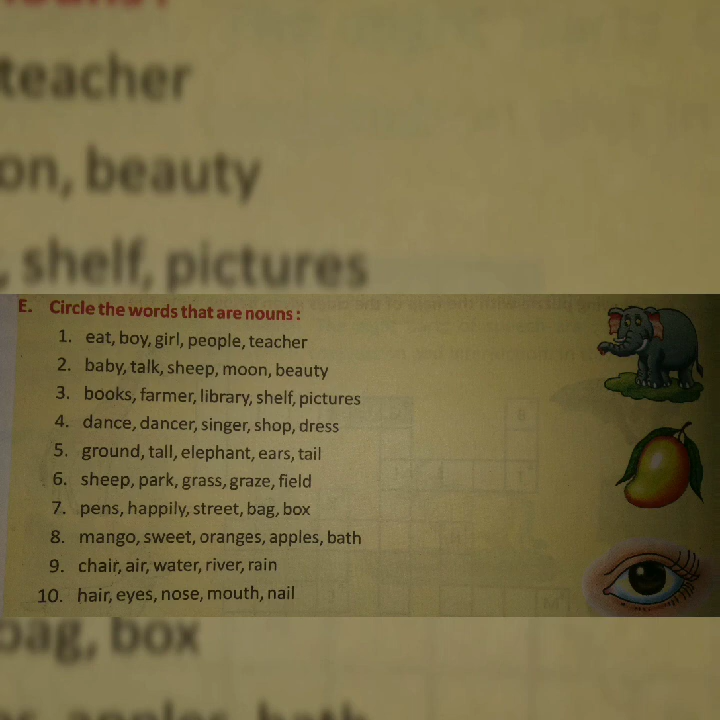 teacher
on, beauty
, shelf, pictures
E. Circle the words that are nouns :
1. eat, boy, girl, people, teacher
2. baby, talk, sheep, moon, beauty
3. books, farmer, library, shelf, pictures
4. dance, dancer, singer, shop, dress
5. ground, tall, elephant, ears, tail
6. sheep, park, grass, graze, field
7. pens, happily, street, bag, box
8. mango, sweet, oranges, apples, bath
9. chair, air, water, river, rain
10. hair, eyes, nose, mouth, nail
bag, box